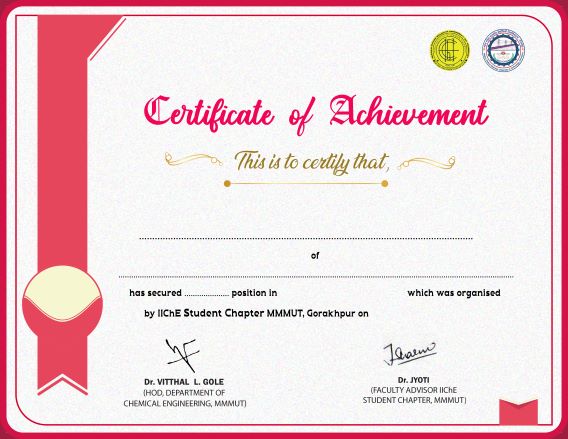 Certificate of Achievement
This is to certify that,
........................................................................................................
of
..........................................................................................................................
has secured .................... position in which was organised
by IIChE Student Chapter MMMUT, Gorakhpur on
Dr. VITTHAL L. GOLE
(HOD, DEPARTMENT OF
CHEMICAL ENGINEERING, MMMUT)
Dr. JYOTI
(FACULTY ADVISOR IIChE
STUDENT CHAPTER, MMMUT)